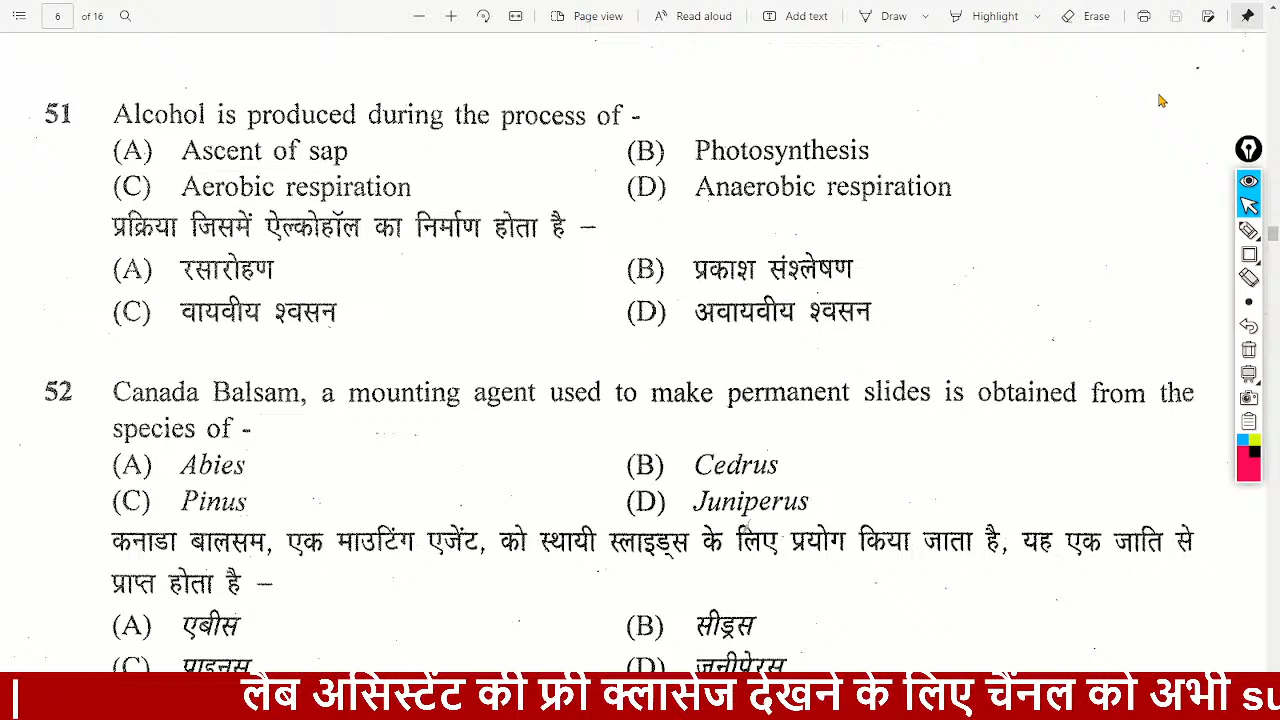 6 of 16 Page view Read aloud Add text Draw Highlight Erase
51 Alcohol is produced during the process of -
(A) Ascent of sap (B) Photosynthesis
(C) Aerobic respiration (D) Anaerobic respiration
प्रक्रिया जिसमें ऐल्कोहॉल का निर्माण होता है –
(A) रसारोहण (B) प्रकाश संश्लेषण
(C) वायवीय श्वसन (D) अवायवीय श्वसन
52 Canada Balsam, a mounting agent used to make permanent slides is obtained from the
species of -
(A) Abies (B) Cedrus
(C) Pinus (D) Juniperus
कनाडा बालसम, एक माउटिंग एजेंट, को स्थायी स्लाइड्स के लिए प्रयोग किया जाता है, यह एक जाति से
प्राप्त होता है –
(A) एबीस (B) सीड्रस
(C) पाइनस (D) जूनीपेरस
| लैब असिस्टेंट की फ्री क्लासेज देखने के लिए चैंनल को अभी su